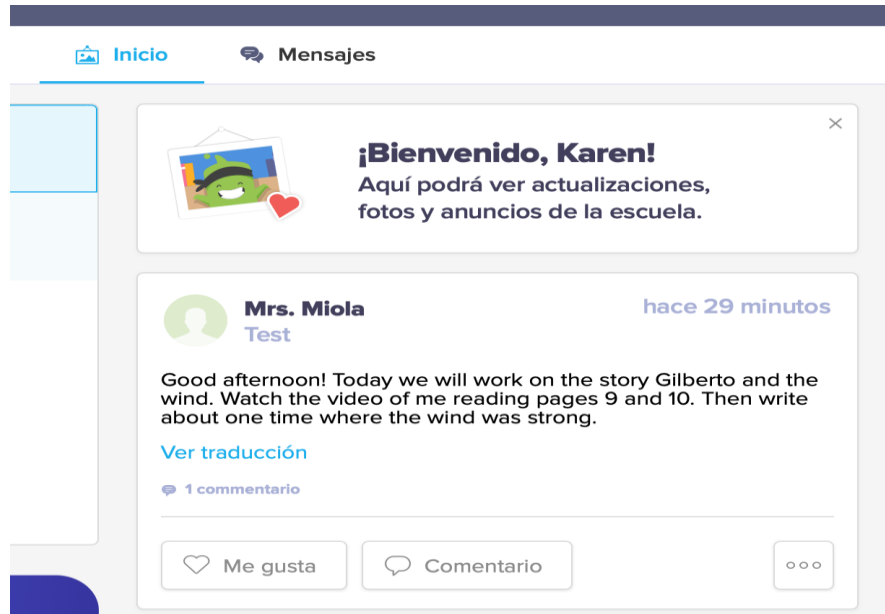 Inicio
Mensajes
¡Bienvenido, Karen!
Aquí podrá ver actualizaciones,
fotos y anuncios de la escuela.
Mrs. Miola
hace 29 minutos
Test
Good afternoon! Today we will work on the story Gilberto and the
wind. Watch the video of me reading pages 9 and 10. Then write
about one time where the wind was strong.
Ver traducción
1 commentario
Me gusta
Comentario